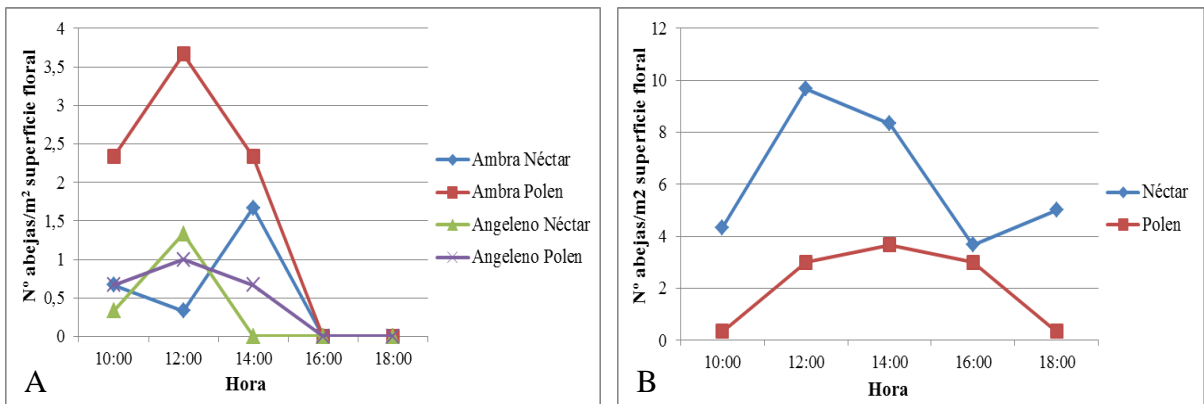 Nº abejas/m² superficie floral
4
3,5
3
2,5
2
1,5
1
0,5
0
10:00 12:00 14:00 16:00 18:00
Hora
Ambra Néctar
Ambra Polen
Angeleno Néctar
Angeleno Polen
A
Nº abejas/m2 superficie floral
12
10
8
6
4
2
0
10:00 12:00 14:00 16:00 18:00
Hora
Néctar
Polen
B